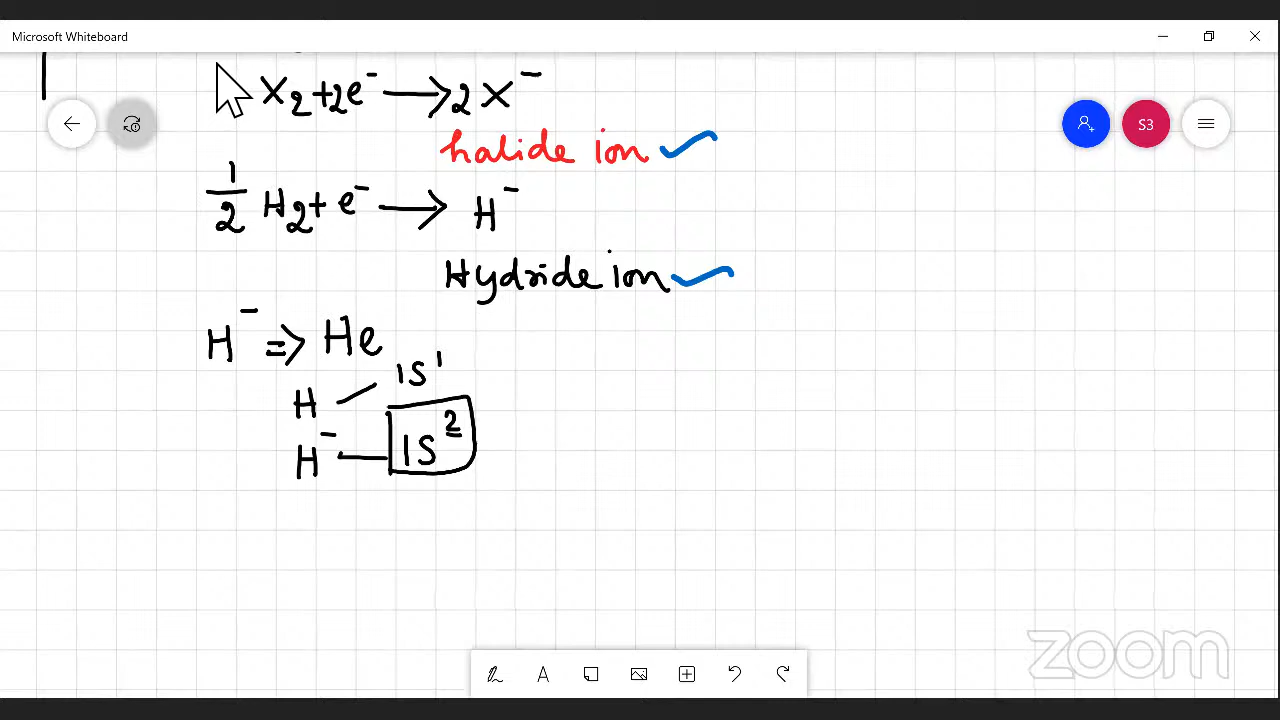 Microsoft Whiteboard
X₂ + 2e⁻ → 2X⁻
halide ion ✓
S3
1/2 H₂ + e⁻ → H⁻
Hydride ion ✓
H⁻ ⇒ He
H — 1S¹
H⁻ — 1S²
zoom